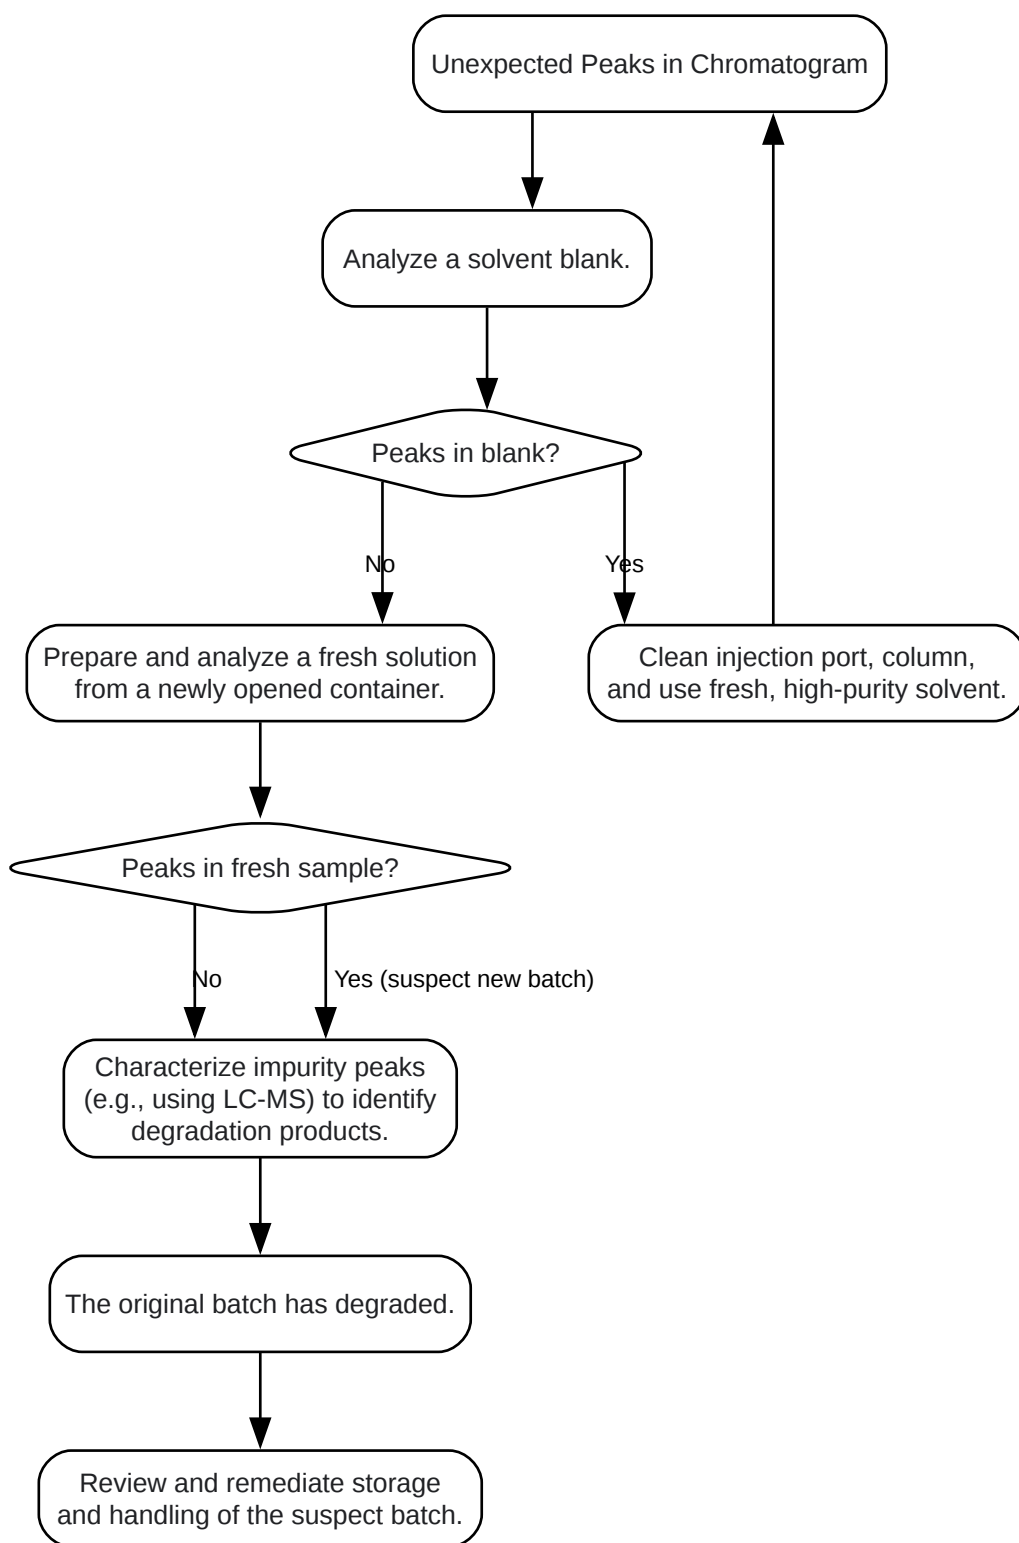 Unexpected Peaks in Chromatogram
Analyze a solvent blank.
Peaks in blank?
No
Yes
Prepare and analyze a fresh solution
from a newly opened container.
Clean injection port, column,
and use fresh, high-purity solvent.
Peaks in fresh sample?
No
Yes (suspect new batch)
Characterize impurity peaks
(e.g., using LC-MS) to identify
degradation products.
The original batch has degraded.
Review and remediate storage
and handling of the suspect batch.